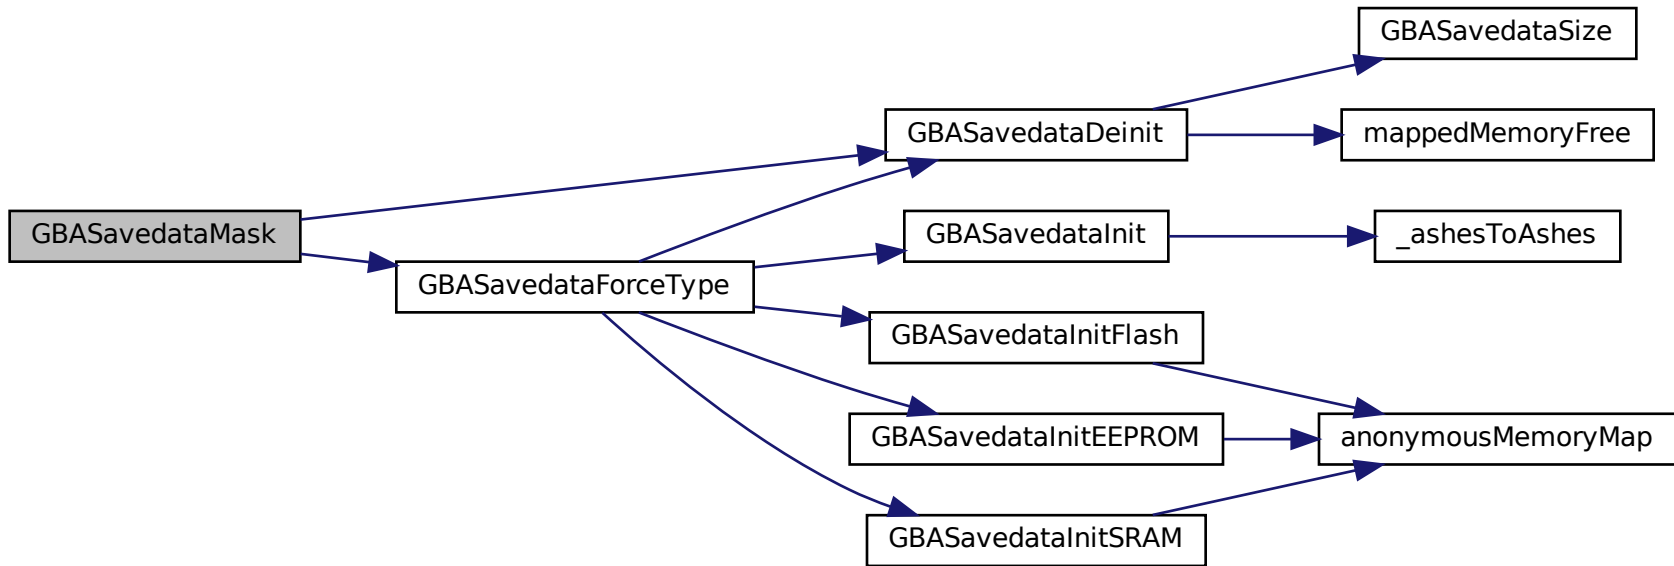 GBASavedataSize
GBASavedataDeinit
mappedMemoryFree
GBASavedataMask
GBASavedataInit
_ashesToAshes
GBASavedataForceType
GBASavedataInitFlash
GBASavedataInitEEPROM
anonymousMemoryMap
GBASavedataInitSRAM